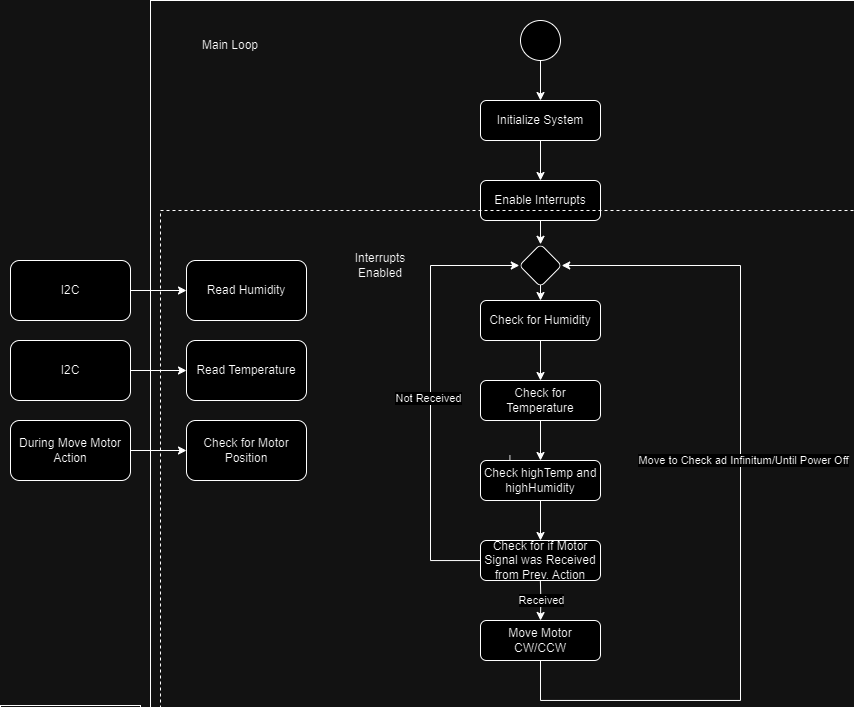 Main Loop
Initialize System
Enable Interrupts
Interrupts
Enabled
I2C
Read Humidity
Check for Humidity
I2C
Read Temperature
Check for
Temperature
Not Received
During Move Motor
Action
Check for Motor
Position
Check highTemp and
highHumidity
Move to Check ad Infinitum/Until Power Off
Check for if Motor
Signal was Received
from Prev. Action
Received
Move Motor
CW/CCW